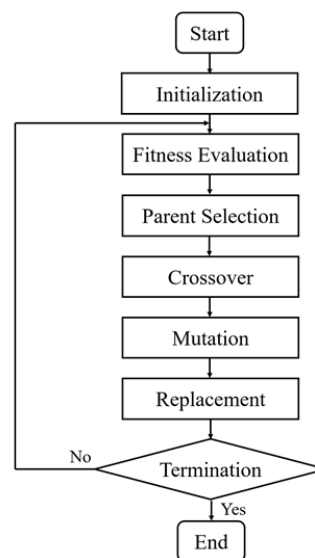 Start
Initialization
Fitness Evaluation
Parent Selection
Crossover
Mutation
Replacement
No
Termination
Yes
End